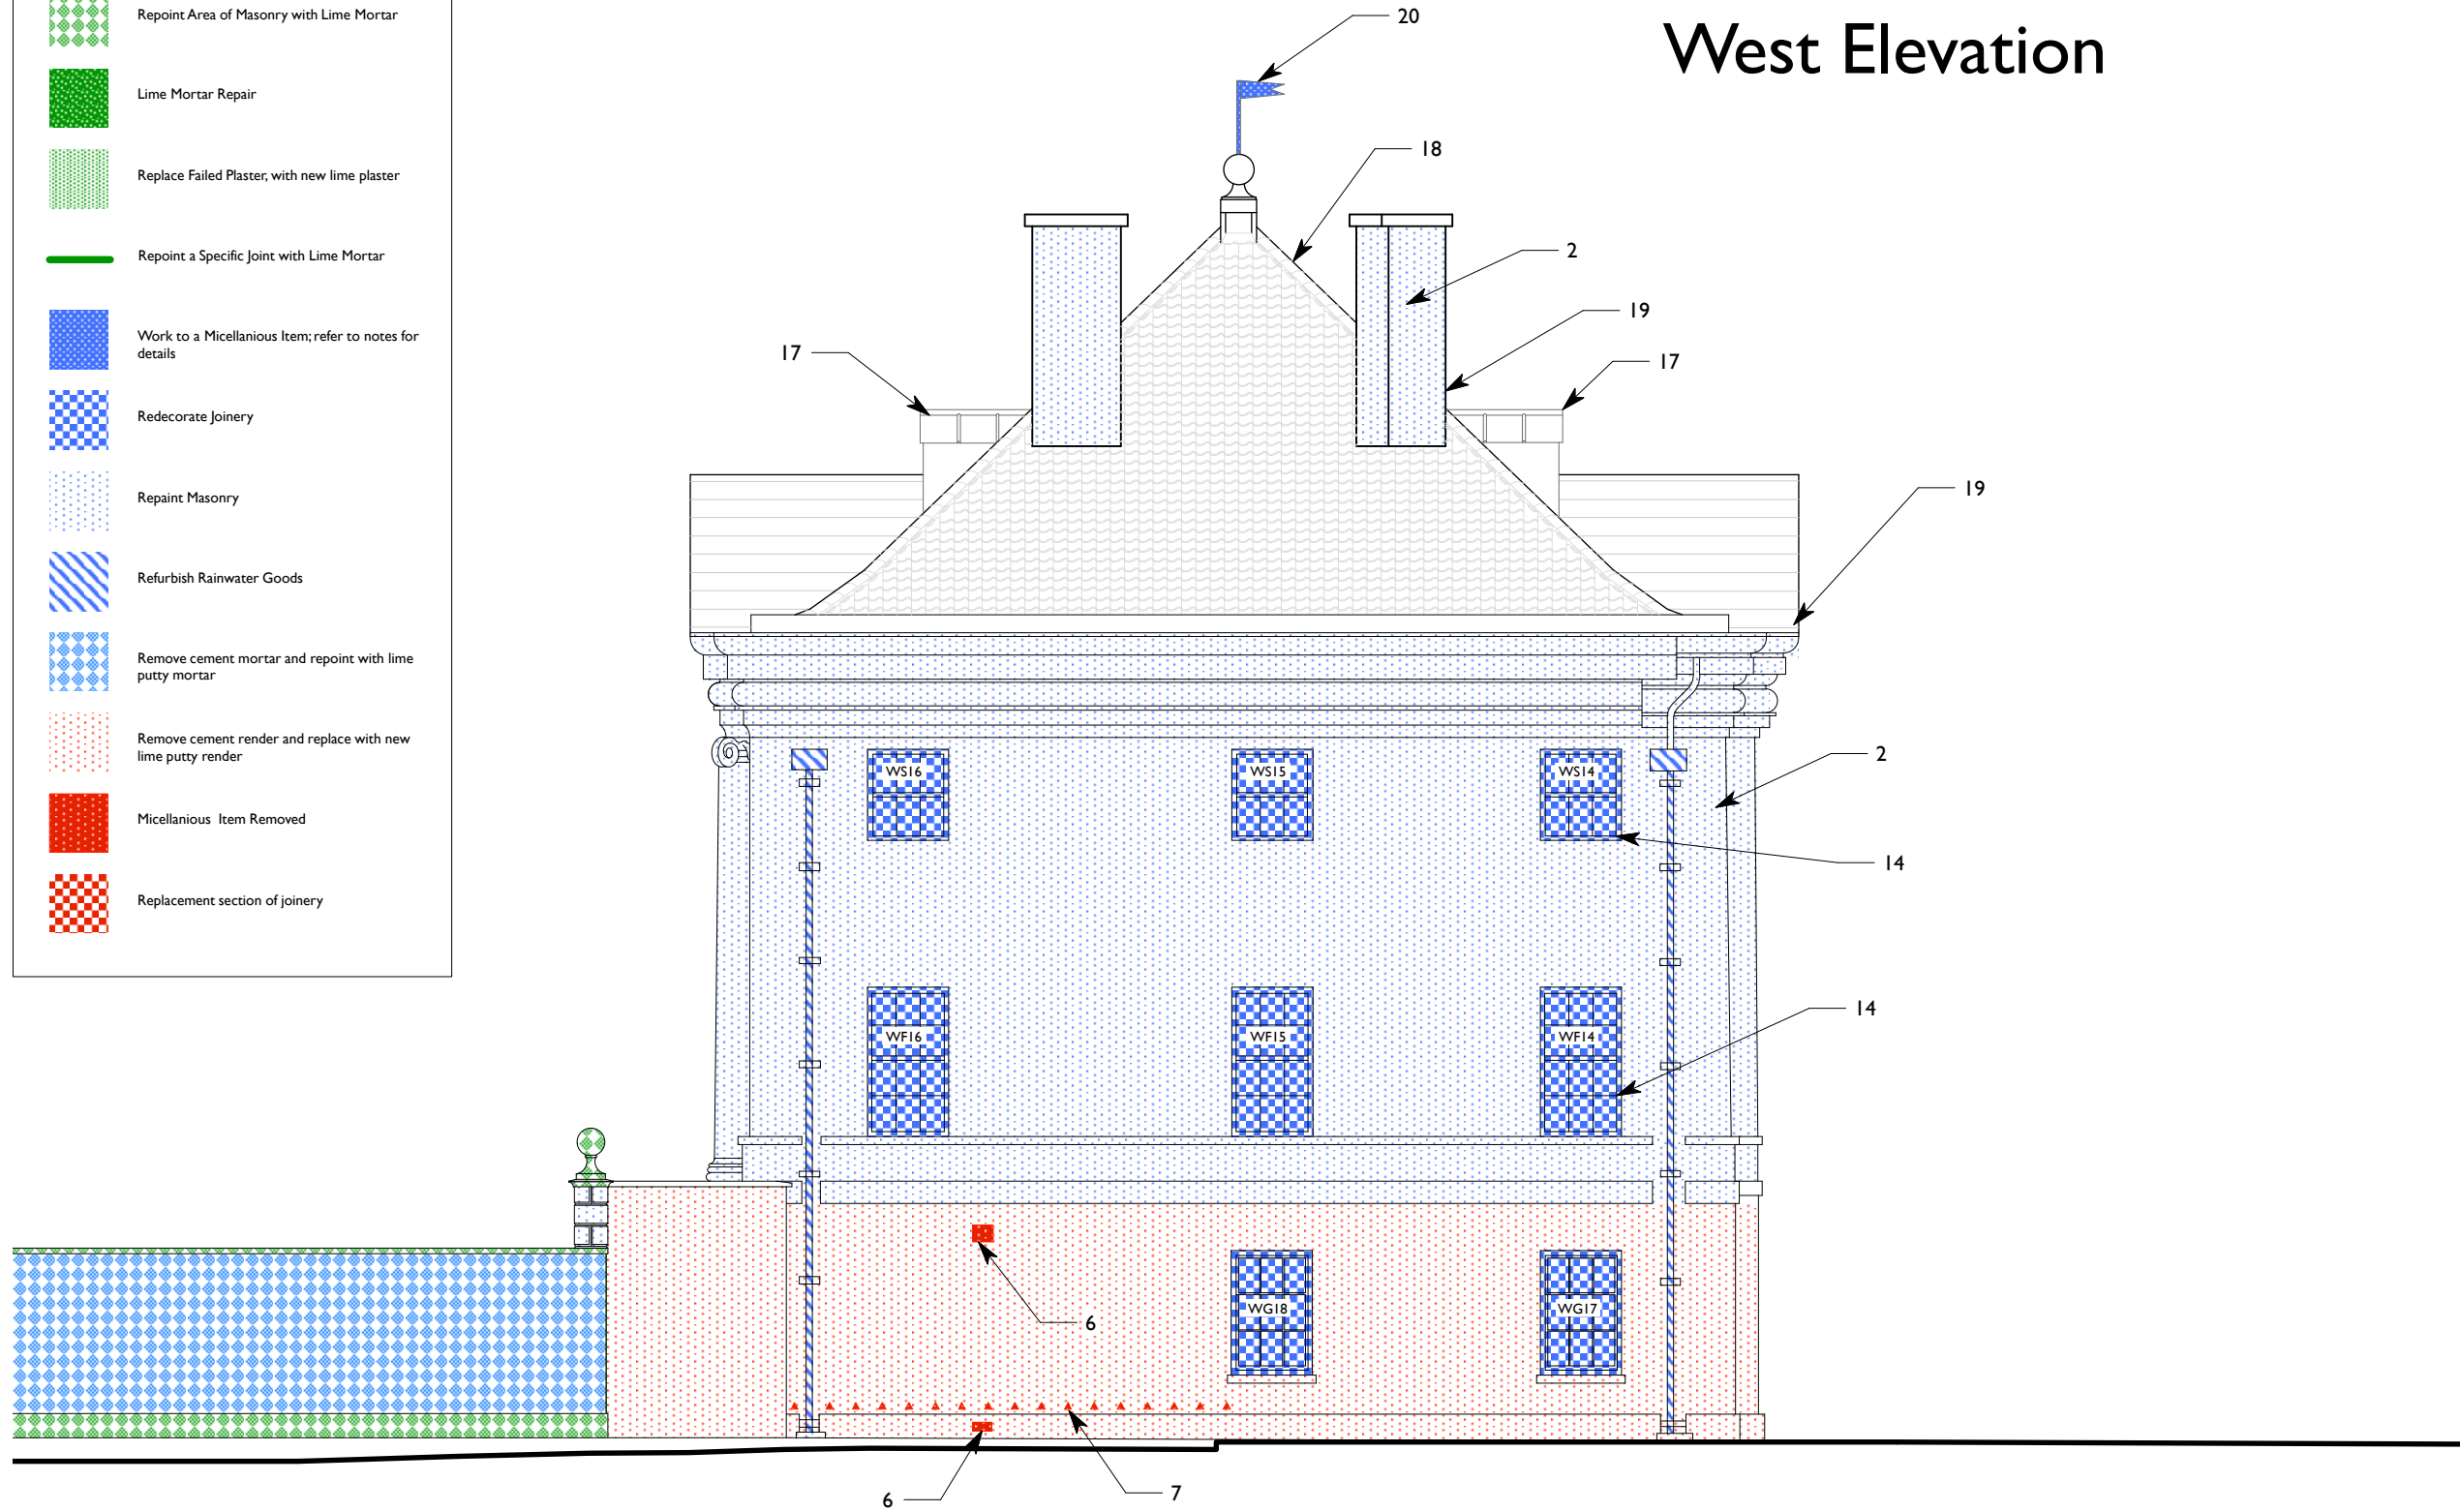 West Elevation
Repoint Area of Masonry with Lime Mortar
Lime Mortar Repair
Replace Failed Plaster, with new lime plaster
Repoint a Specific Joint with Lime Mortar
Work to a Micellanious Item; refer to notes for
details
Redecorate Joinery
Repaint Masonry
Refurbish Rainwater Goods
Remove cement mortar and repoint with lime
putty mortar
Remove cement render and replace with new
lime putty render
Micellanious Item Removed
Replacement section of joinery
20
18
2
19
17
17
19
WS16
WS15
WS14
2
14
WF16
WF15
WF14
14
WG18
WG17
6
6
7